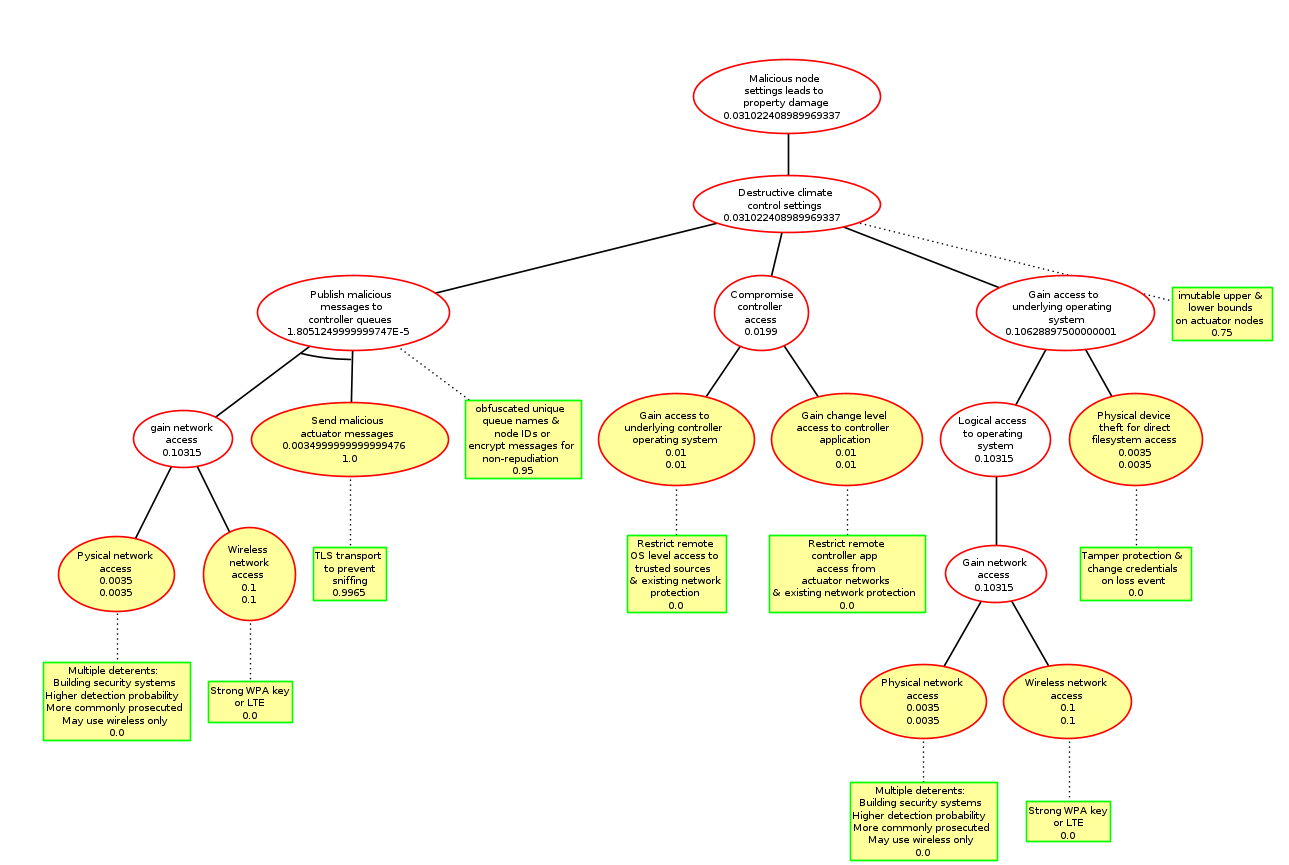 Malicious node
settings leads to
property damage
0.031022408989969337
Destructive climate
control settings
0.031022408989969337
Publish malicious
messages to
controller queues
1.8051249999999747E-5
Compromise
controller
access
0.0199
Gain access to
underlying operating
system
0.10628897500000001
imutable upper &
lower bounds
on actuator nodes
0.75
gain network
access
0.10315
Send malicious
actuator messages
0.0034999999999999476
1.0
obfuscated unique
queue names &
node IDs or
encrypt messages for
non-repudiation
0.95
Gain access to
underlying controller
operating system
0.01
0.01
Gain change level
access to controller
application
0.01
0.01
Logical access
to operating
system
0.10315
Physical device
theft for direct
filesystem access
0.0035
0.0035
Pysical network
access
0.0035
0.0035
Wireless
network
access
0.1
0.1
TLS transport
to prevent
sniffing
0.9965
Restrict remote
OS level access to
trusted sources
& existing network
protection
0.0
Restrict remote
controller app
access from
actuator networks
& existing network protection
0.0
Gain network
access
0.10315
Tamper protection &
change credentials
on loss event
0.0
Multiple deterents:
Building security systems
Higher detection probability
More commonly prosecuted
May use wireless only
0.0
Strong WPA key
or LTE
0.0
Physical network
access
0.0035
0.0035
Wireless network
access
0.1
0.1
Multiple deterents:
Building security systems
Higher detection probability
More commonly prosecuted
May use wireless only
0.0
Strong WPA key
or LTE
0.0